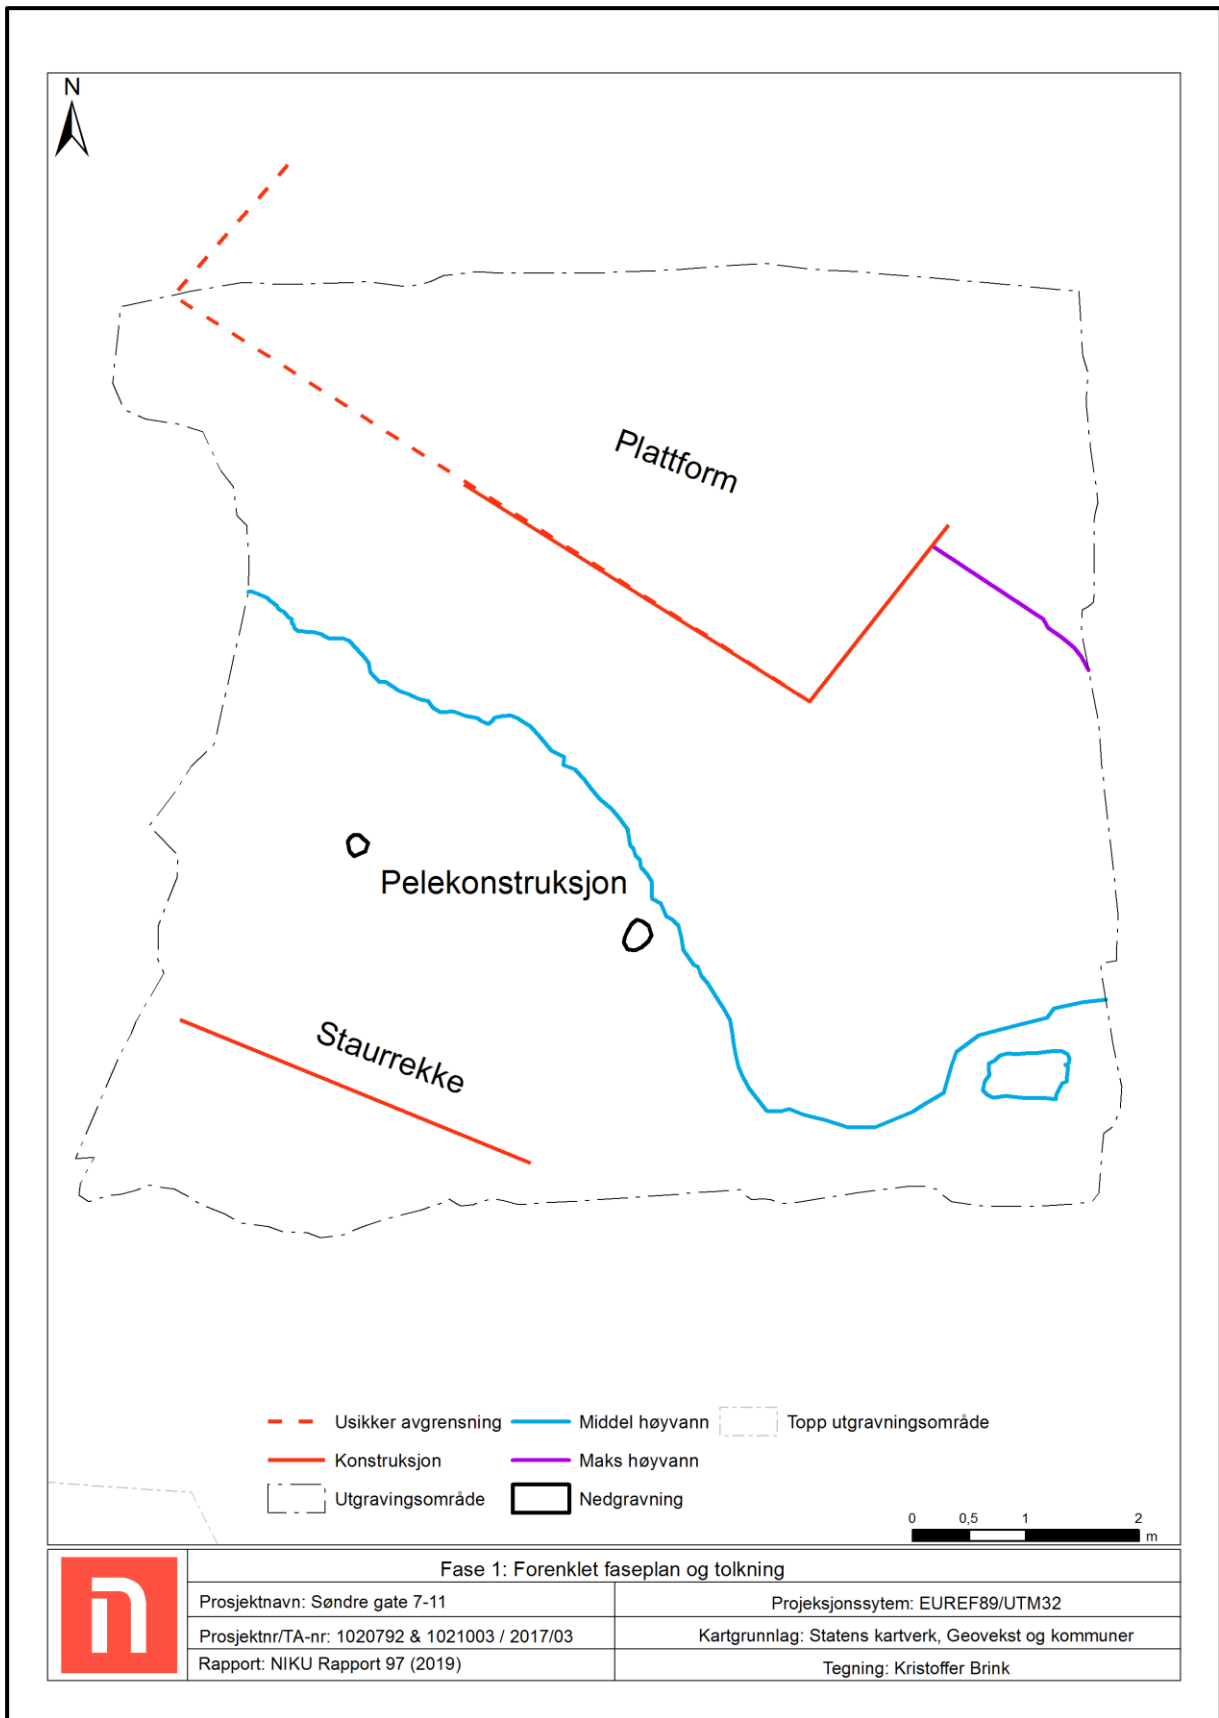 N
Plattform
Pelekonstruksjon
Staurrekke
Usikker avgrensning
Middel høyvann
Topp utgravningsområde
Konstruksjon
Maks høyvann
Utgravingsområde
Nedgravning
0 0,5 1 2
m
Fase 1: Forenklet faseplan og tolkning
Prosjektnavn: Søndre gate 7-11
Projeksjonssytem: EUREF89/UTM32
Prosjektnr/TA-nr: 1020792 & 1021003 / 2017/03
Kartgrunnlag: Statens kartverk, Geovekst og kommuner
Rapport: NIKU Rapport 97 (2019)
Tegning: Kristoffer Brink